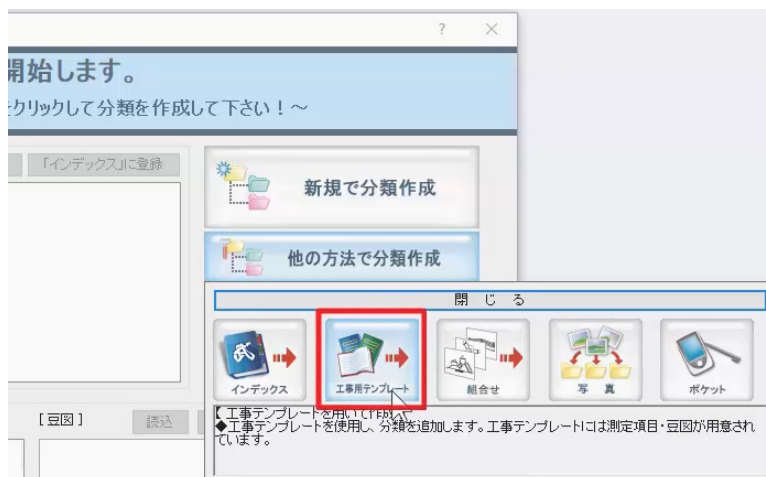 開始します。
クリックして分類を作成して下さい！～
「インデックス」に登録
新規で分類作成
他の方法で分類作成
閉じる
インデックス
工事用テンプレート
組合せ
写真
ポケット
【工事テンプレートを用いて作成
◆工事テンプレートを使用し、分類を追加します。工事テンプレートには測定項目・豆図が用意され
ています。
[豆図]
読込